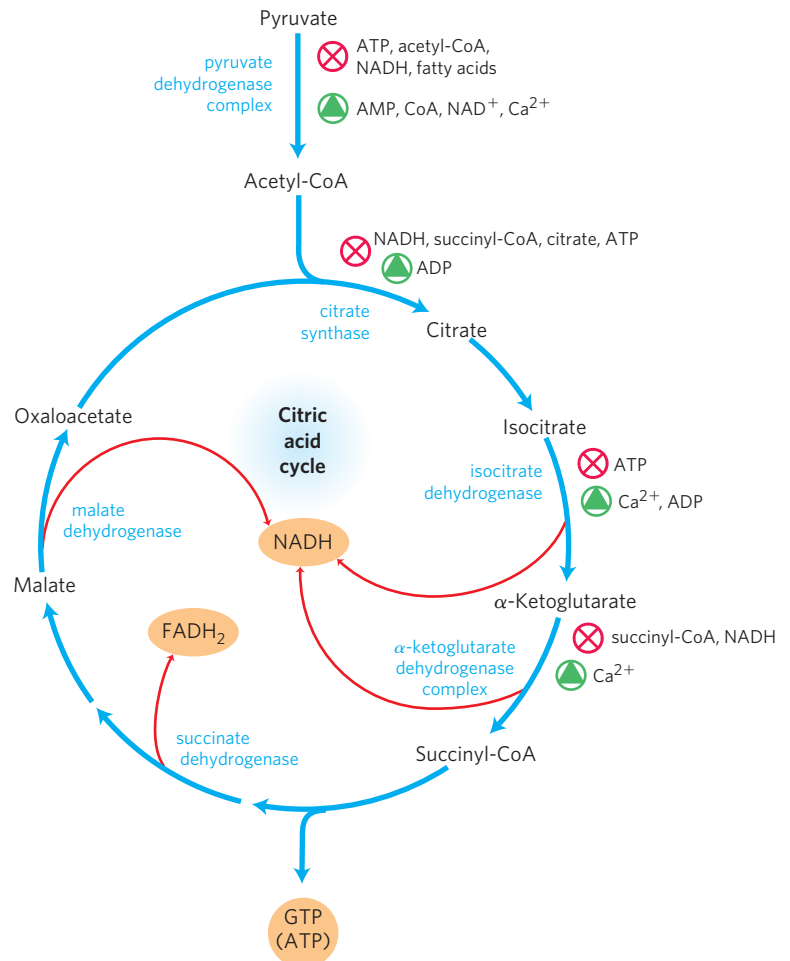 Pyruvate
pyruvate
dehydrogenase
complex
ATP, acetyl-CoA,
NADH, fatty acids
AMP, CoA, NAD⁺, Ca²⁺
Acetyl-CoA
NADH, succinyl-CoA, citrate, ATP
ADP
citrate
synthase
Citrate
Oxaloacetate
Citric
acid
cycle
Isocitrate
isocitrate
dehydrogenase
ATP
Ca²⁺, ADP
malate
dehydrogenase
NADH
Malate
α-Ketoglutarate
FADH₂
α-ketoglutarate
dehydrogenase
complex
succinyl-CoA, NADH
Ca²⁺
succinate
dehydrogenase
Succinyl-CoA
GTP
(ATP)